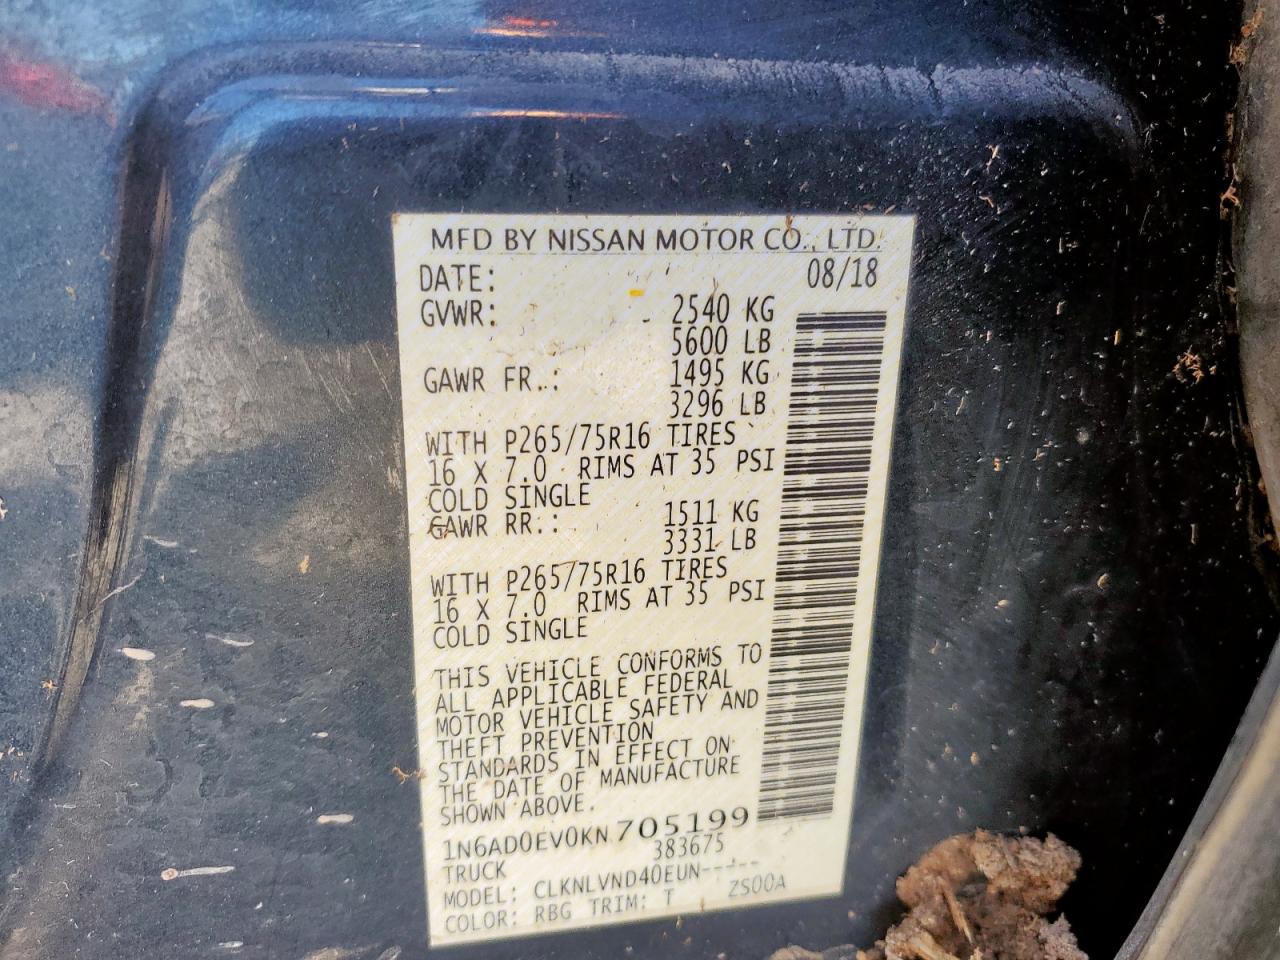 MFD BY NISSAN MOTOR CO., LTD.
DATE: 08/18
GVWR: 2540 KG
5600 LB
GAWR FR.: 1495 KG
3296 LB
WITH P265/75R16 TIRES
16 X 7.0 RIMS AT 35 PSI
COLD SINGLE
GAWR RR.: 1511 KG
3331 LB
WITH P265/75R16 TIRES
16 X 7.0 RIMS AT 35 PSI
COLD SINGLE
THIS VEHICLE CONFORMS TO
ALL APPLICABLE FEDERAL
MOTOR VEHICLE SAFETY AND
THEFT PREVENTION
STANDARDS IN EFFECT ON
THE DATE OF MANUFACTURE
SHOWN ABOVE.
1N6AD0EV0KN 705199
TRUCK 383675
MODEL: CLKNLVND40EUN-----
COLOR: RBG TRIM: T ZS00A